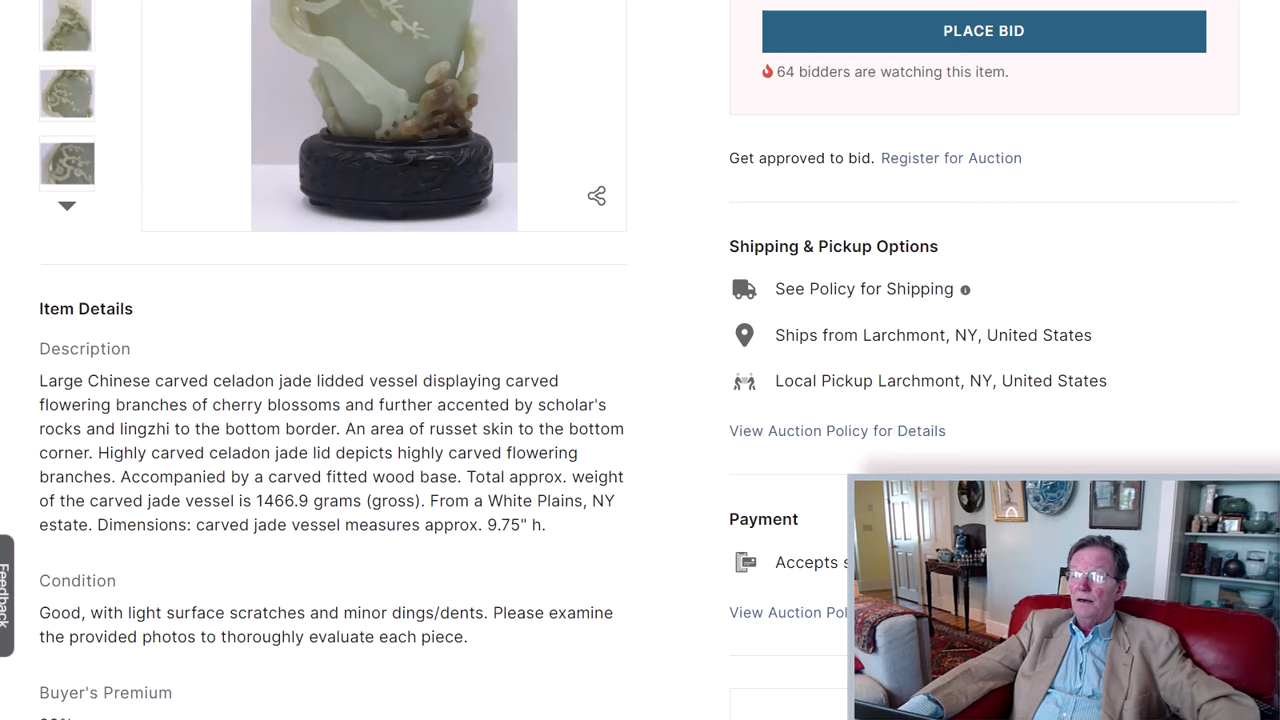 PLACE BID
64 bidders are watching this item.
Get approved to bid. Register for Auction
Shipping & Pickup Options
See Policy for Shipping
Ships from Larchmont, NY, United States
Local Pickup Larchmont, NY, United States
View Auction Policy for Details
Payment
Accepts s
View Auction Pol
Item Details
Description
Large Chinese carved celadon jade lidded vessel displaying carved
flowering branches of cherry blossoms and further accented by scholar's
rocks and lingzhi to the bottom border. An area of russet skin to the bottom
corner. Highly carved celadon jade lid depicts highly carved flowering
branches. Accompanied by a carved fitted wood base. Total approx. weight
of the carved jade vessel is 1466.9 grams (gross). From a White Plains, NY
estate. Dimensions: carved jade vessel measures approx. 9.75" h.
Condition
Good, with light surface scratches and minor dings/dents. Please examine
the provided photos to thoroughly evaluate each piece.
Buyer's Premium
Feedback